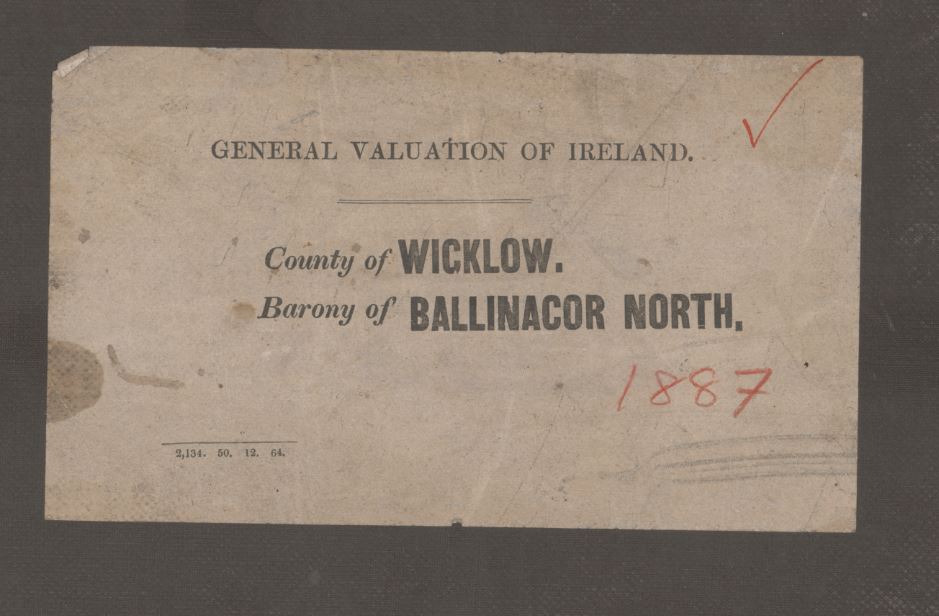 GENERAL VALUATION OF IRELAND.
County of WICKLOW.
Barony of BALLINACOR NORTH,
1887
2,134. 50. 12. 64.